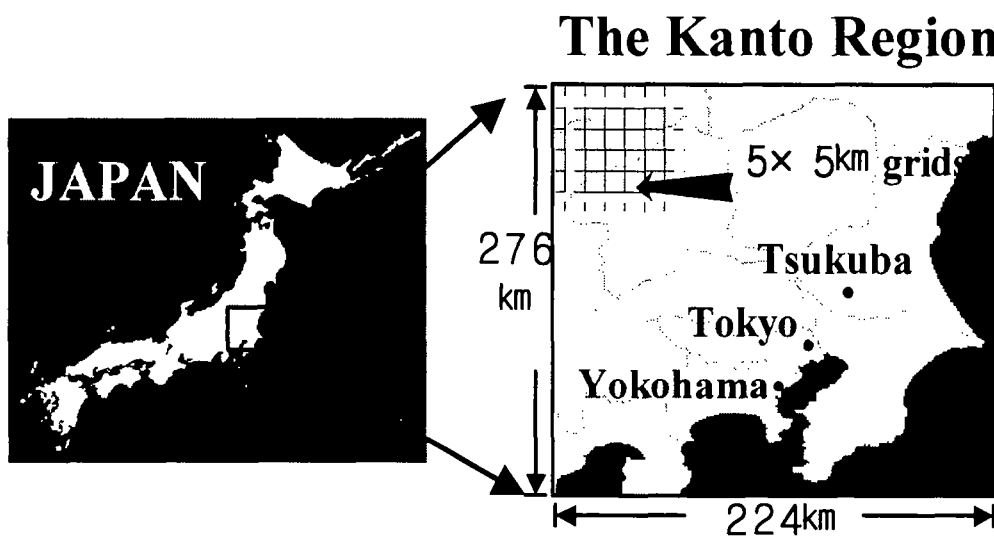 The Kanto Region
JAPAN
5× 5km grids
276
km
Tsukuba
Tokyo
Yokohama
224km